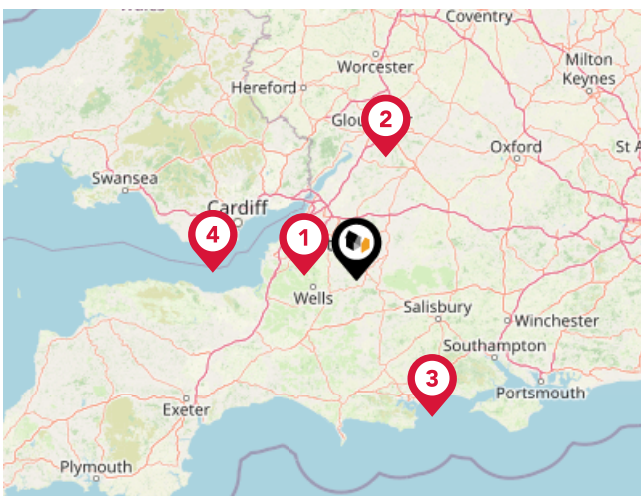 Coventry
Worcester
Milton
Keynes
Hereford
2
Oxford
St A
Swansea
Cardiff
4
1
Wells
Salisbury
Winchester
Southampton
3
Portsmouth
Exeter
Plymouth